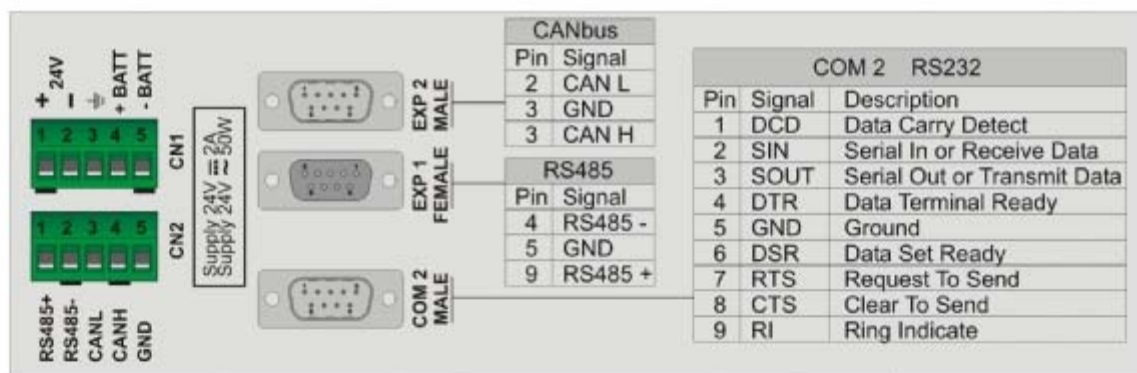 + 24V
-
+ BATT
- BATT
1 2 3 4 5
CN1
1 2 3 4 5
CN2
RS485+
RS485-
CANL
CANH
GND
Supply 24V ⎓ 2A
Supply 24V ~ 50W
EXP 2
MALE
EXP 1
FEMALE
COM 2
MALE
CANbus
Pin Signal
2 CAN L
3 GND
3 CAN H
RS485
Pin Signal
4 RS485 -
5 GND
9 RS485 +
COM 2 RS232
Pin Signal Description
1 DCD Data Carry Detect
2 SIN Serial In or Receive Data
3 SOUT Serial Out or Transmit Data
4 DTR Data Terminal Ready
5 GND Ground
6 DSR Data Set Ready
7 RTS Request To Send
8 CTS Clear To Send
9 RI Ring Indicate